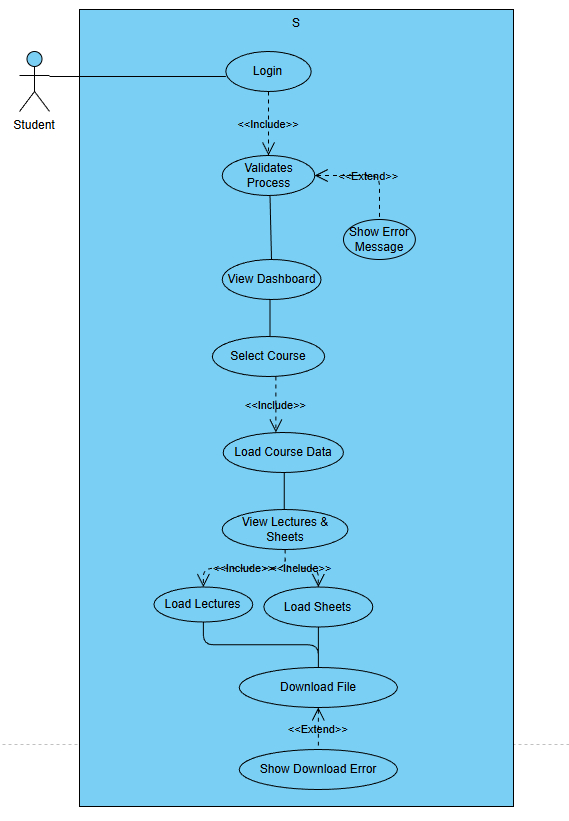 S
Student
Login
<<Include>>
Validates
Process
<<Extend>>
Show Error
Message
View Dashboard
Select Course
<<Include>>
Load Course Data
View Lectures &
Sheets
<<Include>>
<<Include>>
Load Lectures
Load Sheets
Download File
<<Extend>>
Show Download Error